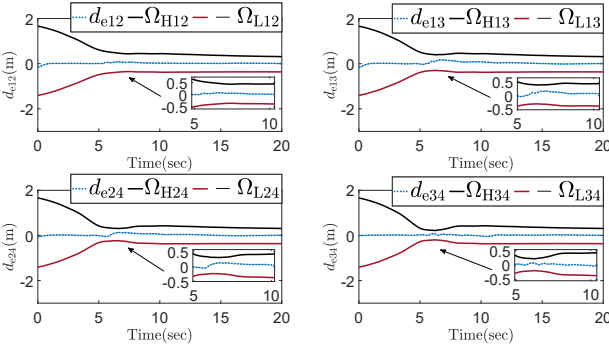 d_e12 Ω_H12 − Ω_L12
d_e12(m)
2
0
-2
0.5
0
-0.5
5 10
0 5 10 15 20
Time(sec)
d_e13 Ω_H13 − Ω_L13
d_e13(m)
2
0
-2
0.5
0
-0.5
5 10
0 5 10 15 20
Time(sec)
d_e24 Ω_H24 − Ω_L24
d_e24(m)
2
0
-2
0.5
0
-0.5
5 10
0 5 10 15 20
Time(sec)
d_e34 Ω_H34 − Ω_L34
d_e34(m)
2
0
-2
0.5
0
-0.5
5 10
0 5 10 15 20
Time(sec)